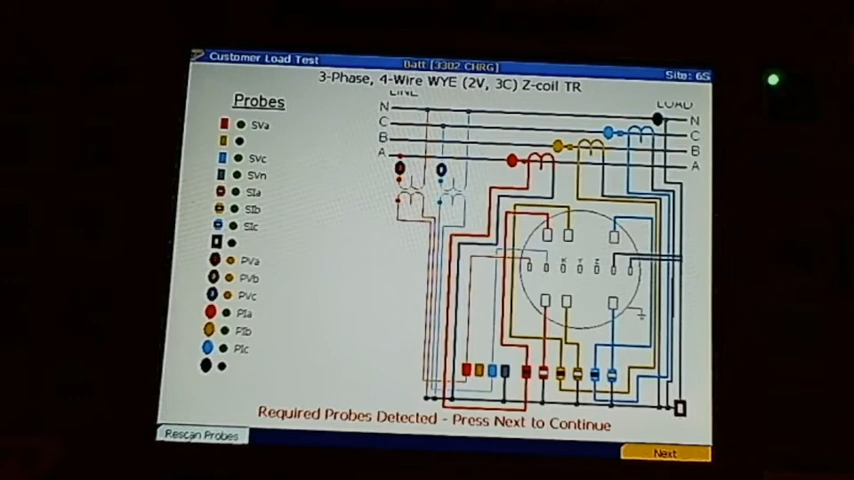 Customer Load Test
Batt [3302 CHRG]
Site: 6S
3-Phase, 4-Wire WYE (2V, 3C) Z-coil TR
Probes
SVa
SVc
SVn
SIa
SIb
SIc
PVa
PVb
PVc
PIa
PIb
PIc
LINE
LOAD
N
N
C
C
B
B
A
A
K Y Z
Required Probes Detected - Press Next to Continue
Rescan Probes
Next